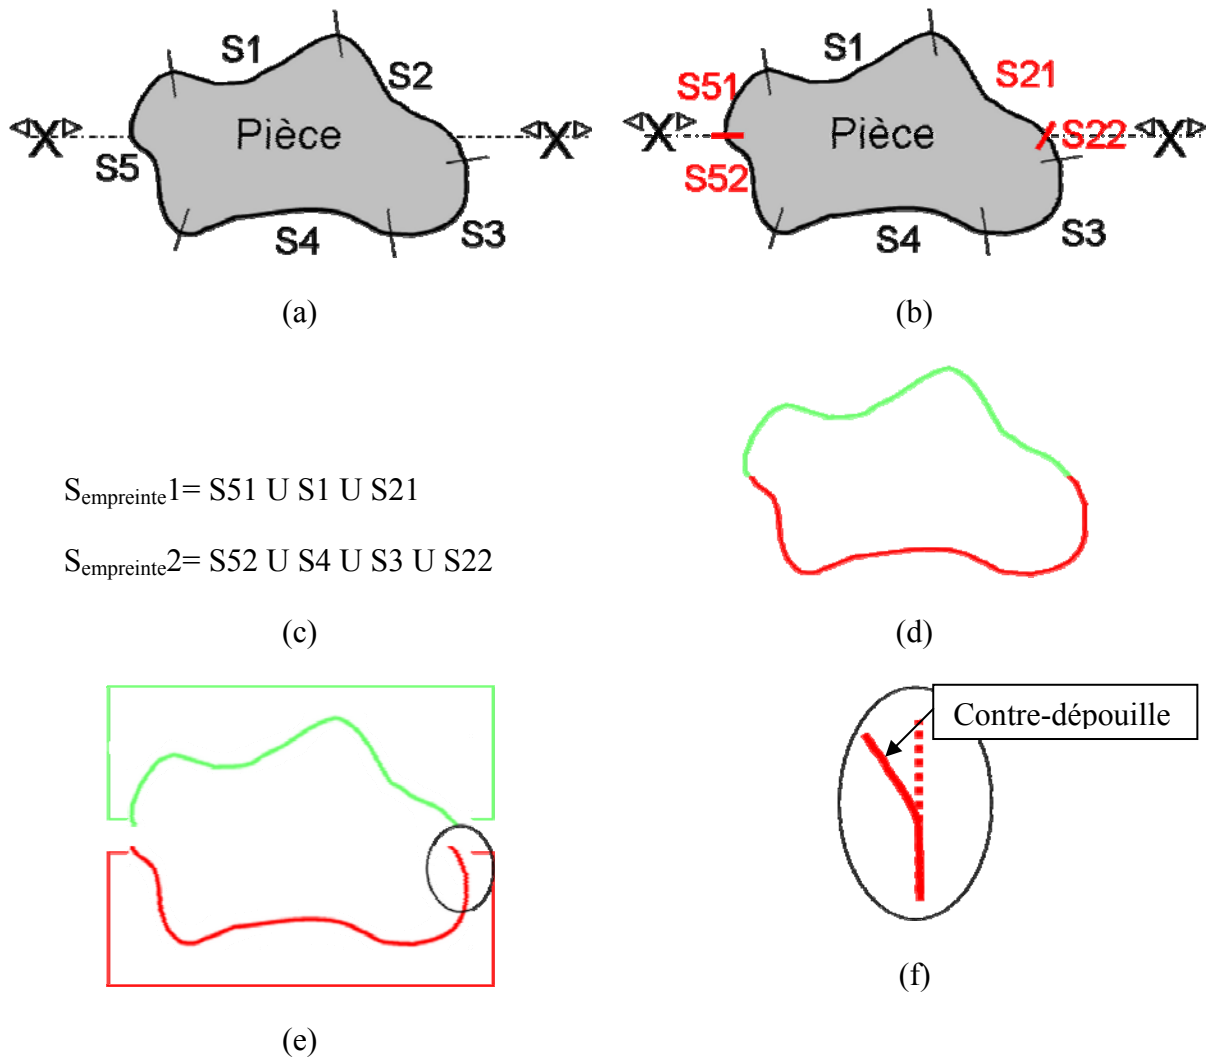 S1
S2
Pièce
X
X
S5
S4
S3
(a)
S1
S51
S21
Pièce
X
S22
X
S52
S4
S3
(b)
Sempreinte1= S51 U S1 U S21
Sempreinte2= S52 U S4 U S3 U S22
(c)
(d)
(e)
Contre-dépouille
(f)